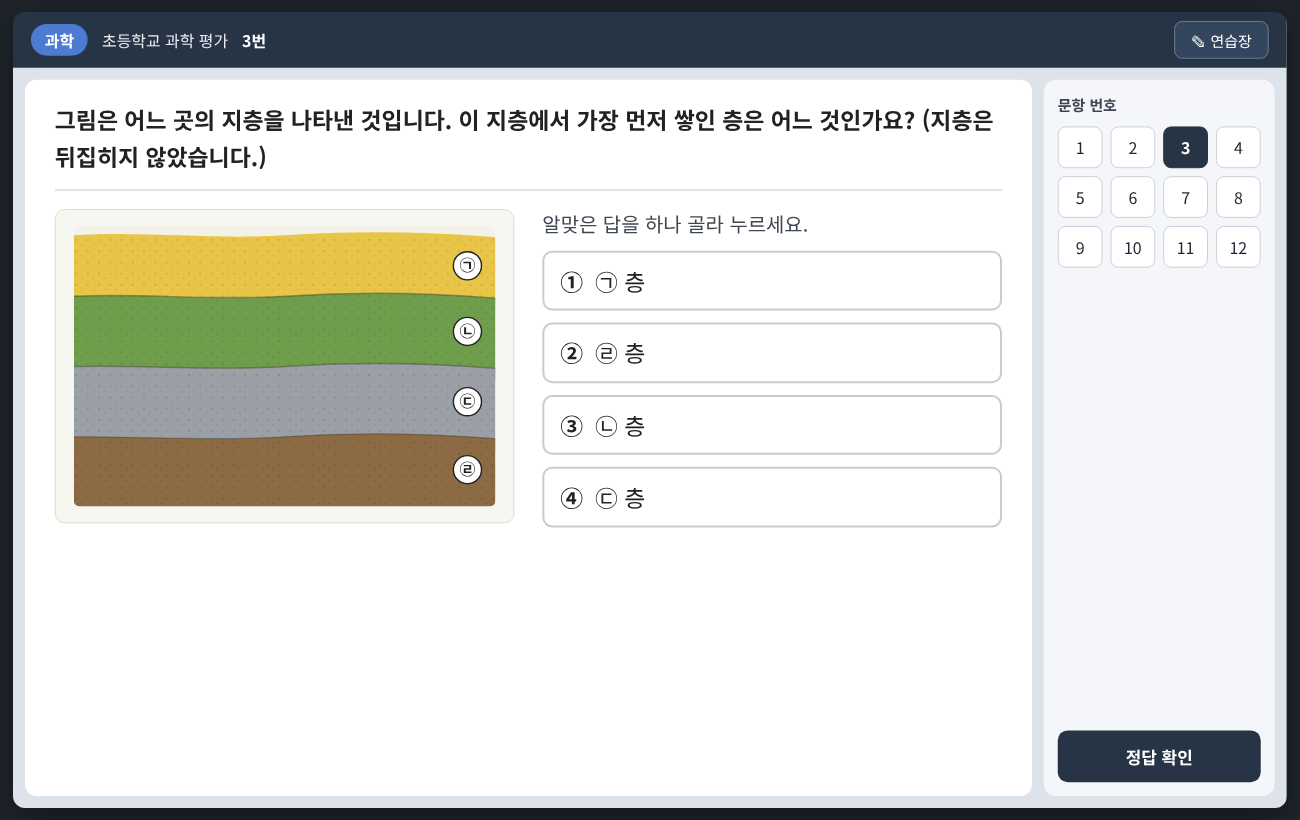 과학 초등학교 과학 평가 3번
✎ 연습장
그림은 어느 곳의 지층을 나타낸 것입니다. 이 지층에서 가장 먼저 쌓인 층은 어느 것인가요? (지층은
뒤집히지 않았습니다.)
㉠
㉡
㉢
㉣
알맞은 답을 하나 골라 누르세요.
① ㉠ 층
② ㉣ 층
③ ㉡ 층
④ ㉢ 층
문항 번호
1 2 3 4
5 6 7 8
9 10 11 12
정답 확인